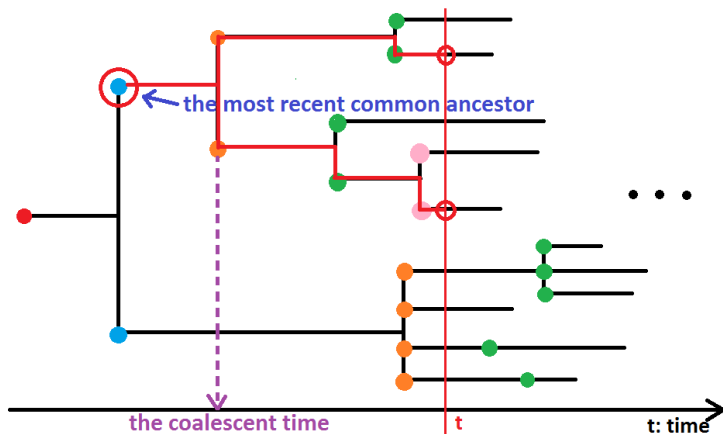 the most recent common ancestor
the coalescent time
t
t: time